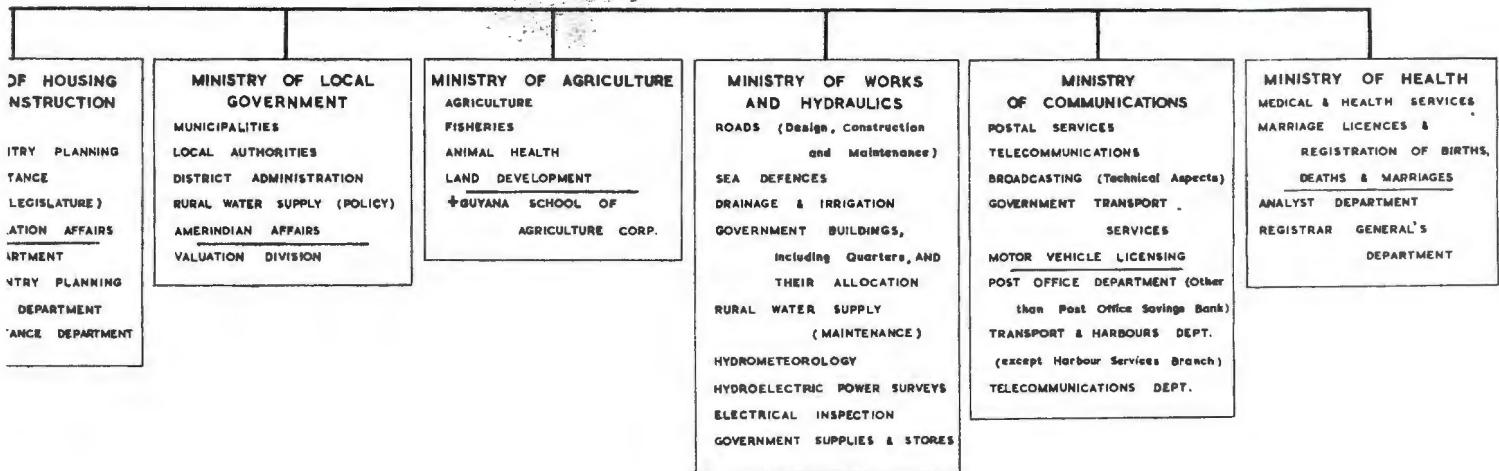 OF HOUSING
NSTRUCTION
TRY PLANNING
TANCE
LEGISLATURE)
ATION AFFAIRS
ARTMENT
NTRY PLANNING
DEPARTMENT
TANCE DEPARTMENT
MINISTRY OF LOCAL
GOVERNMENT
MUNICIPALITIES
LOCAL AUTHORITIES
DISTRICT ADMINISTRATION
RURAL WATER SUPPLY (POLICY)
AMERINDIAN AFFAIRS
VALUATION DIVISION
MINISTRY OF AGRICULTURE
AGRICULTURE
FISHERIES
ANIMAL HEALTH
LAND DEVELOPMENT
+GUYANA SCHOOL OF
AGRICULTURE CORP.
MINISTRY OF WORKS
AND HYDRAULICS
ROADS (Design, Construction
and Maintenance)
SEA DEFENCES
DRAINAGE & IRRIGATION
GOVERNMENT BUILDINGS,
including Quarters, AND
THEIR ALLOCATION
RURAL WATER SUPPLY
(MAINTENANCE)
HYDROMETEOROLOGY
HYDROELECTRIC POWER SURVEYS
ELECTRICAL INSPECTION
GOVERNMENT SUPPLIES & STORES
MINISTRY
OF COMMUNICATIONS
POSTAL SERVICES
TELECOMMUNICATIONS
BROADCASTING (Technical Aspects)
GOVERNMENT TRANSPORT
SERVICES
MOTOR VEHICLE LICENSING
POST OFFICE DEPARTMENT (Other
than Post Office Savings Bank)
TRANSPORT & HARBOURS DEPT.
(except Harbour Services Branch)
TELECOMMUNICATIONS DEPT.
MINISTRY OF HEALTH
MEDICAL & HEALTH SERVICES
MARRIAGE LICENCES &
REGISTRATION OF BIRTHS,
DEATHS & MARRIAGES
ANALYST DEPARTMENT
REGISTRAR GENERAL'S
DEPARTMENT